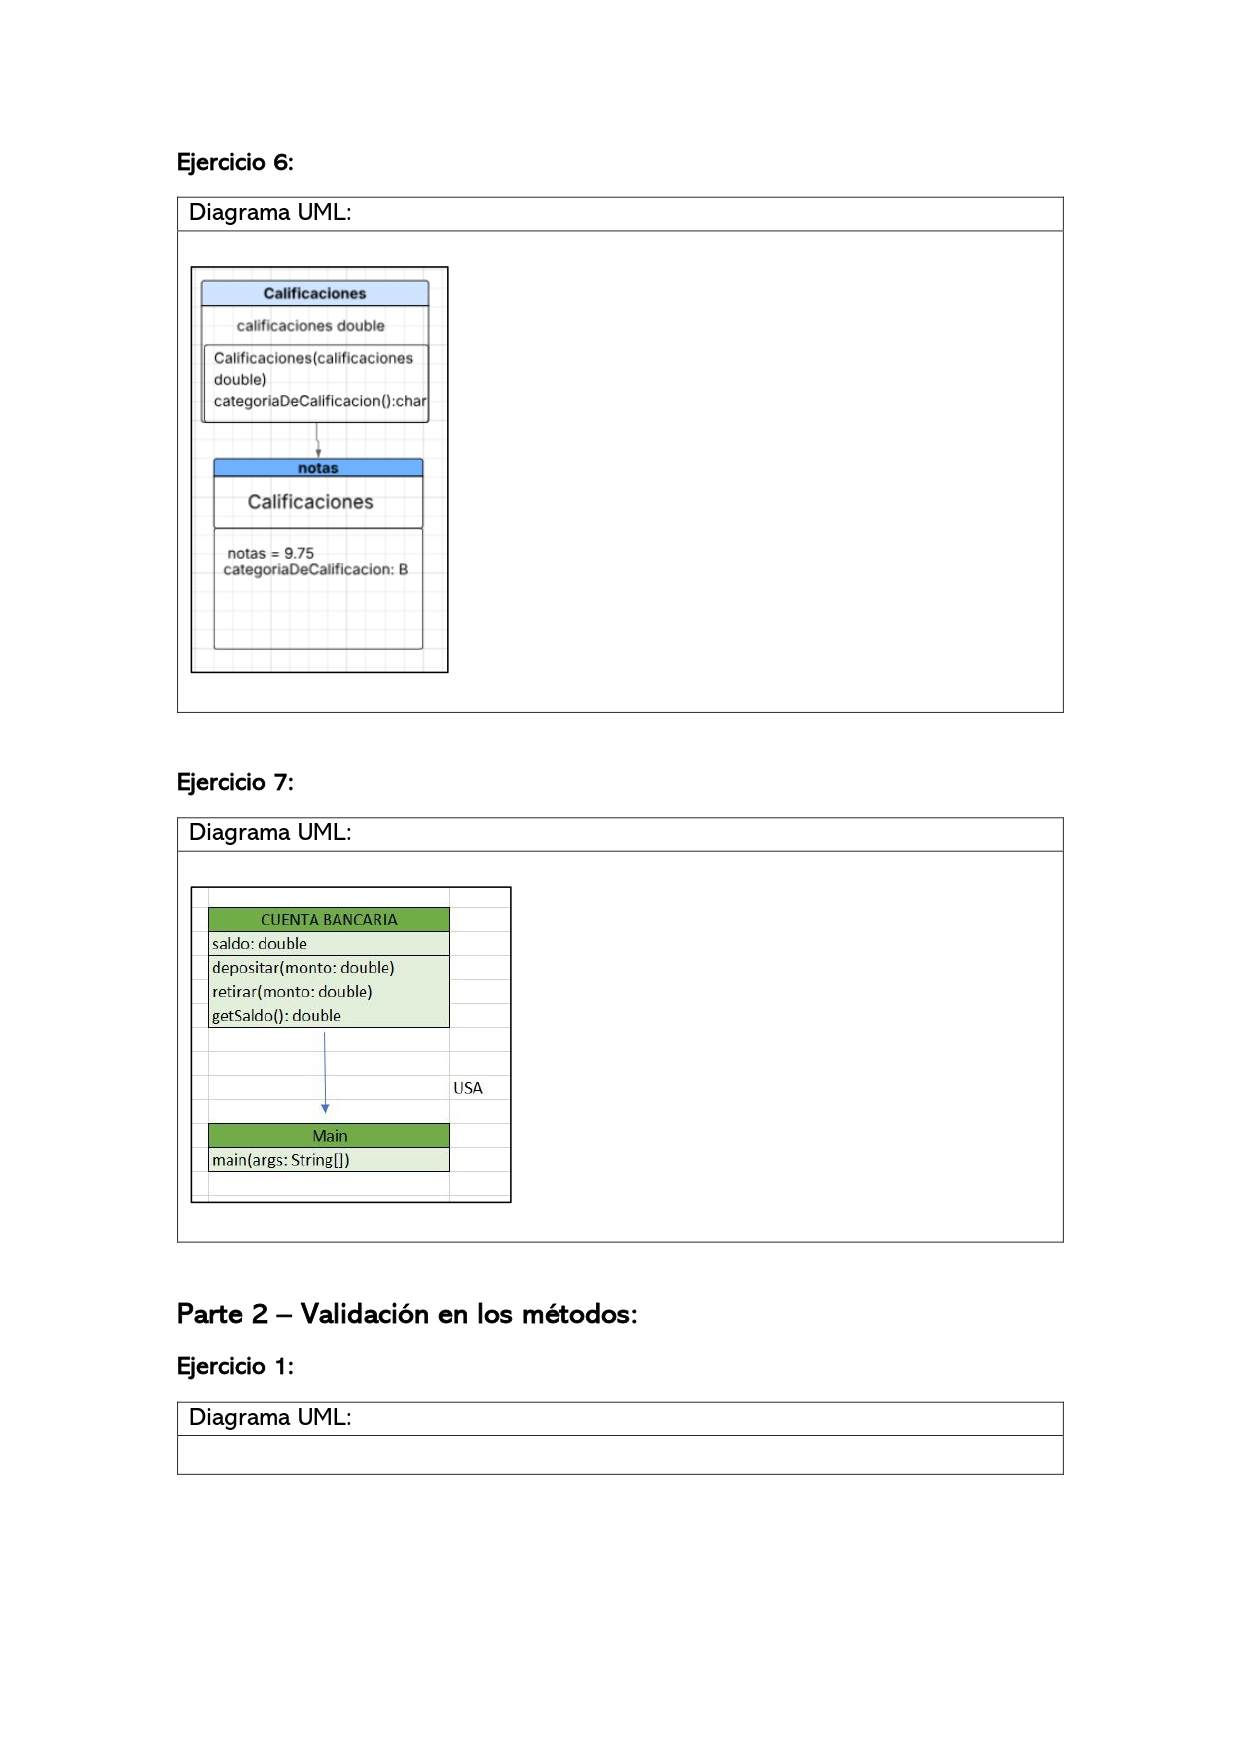 Ejercicio 6:
Diagrama UML:
Calificaciones
calificaciones double
Calificaciones(calificaciones
double)
categoriaDeCalificacion():char
notas
Calificaciones
notas = 9.75
categoriaDeCalificacion: B
Ejercicio 7:
Diagrama UML:
CUENTA BANCARIA
saldo: double
depositar(monto: double)
retirar(monto: double)
getSaldo(): double
USA
Main
main(args: String[])
Parte 2 – Validación en los métodos:
Ejercicio 1:
Diagrama UML: